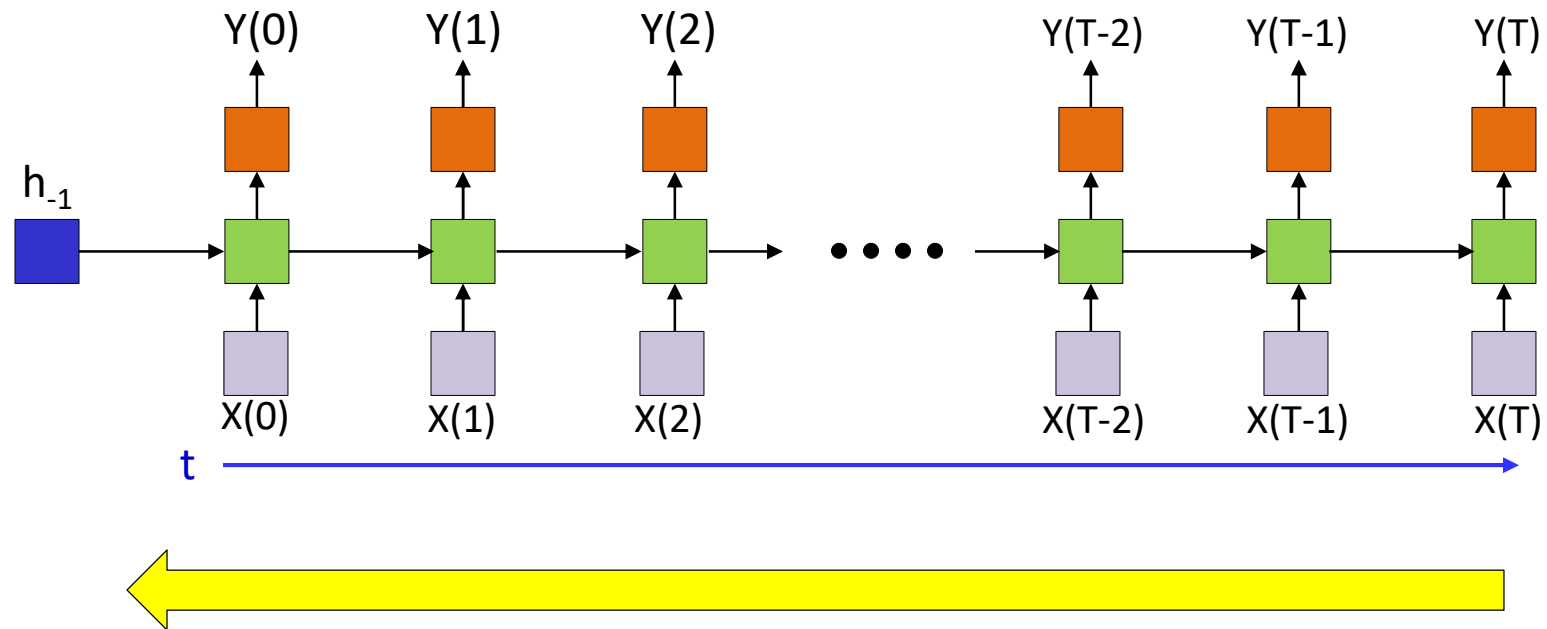 Y(0) Y(1) Y(2) Y(T-2) Y(T-1) Y(T)
h-1
X(0) X(1) X(2) X(T-2) X(T-1) X(T)
t